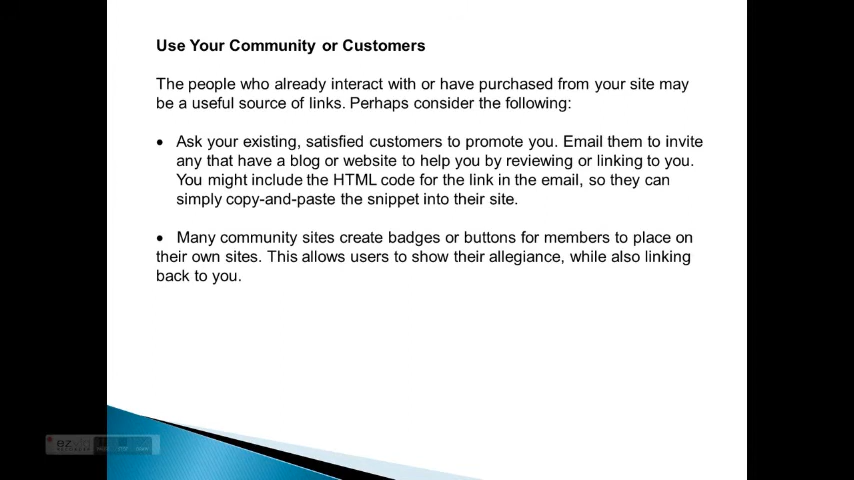 Use Your Community or Customers
The people who already interact with or have purchased from your site may
be a useful source of links. Perhaps consider the following:
• Ask your existing, satisfied customers to promote you. Email them to invite
any that have a blog or website to help you by reviewing or linking to you.
You might include the HTML code for the link in the email, so they can
simply copy-and-paste the snippet into their site.
• Many community sites create badges or buttons for members to place on
their own sites. This allows users to show their allegiance, while also linking
back to you.